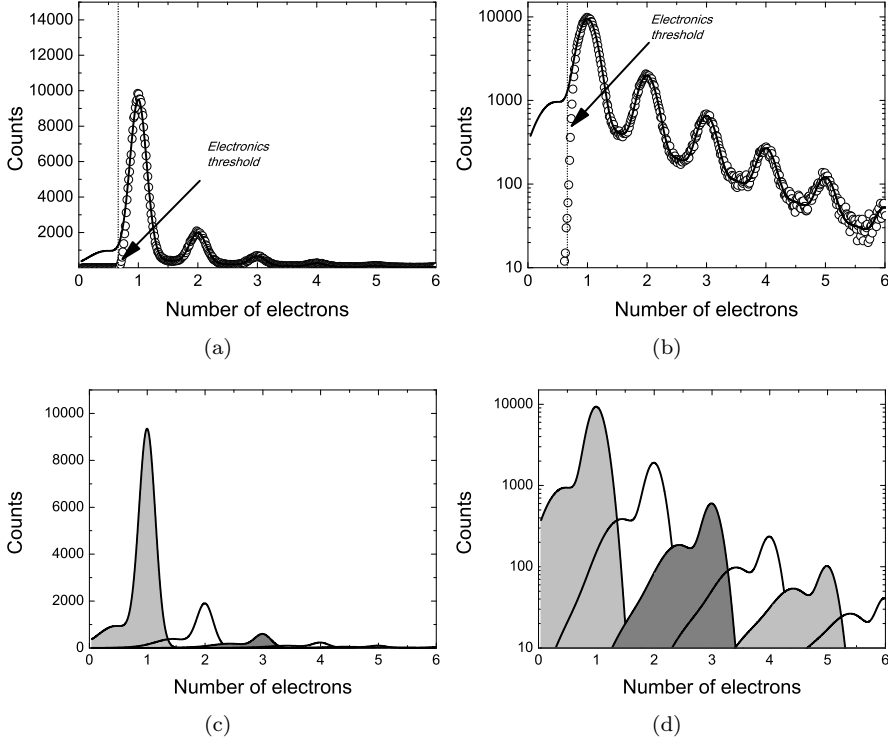 14000
12000
10000
8000
6000
4000
2000
Counts
Electronics
threshold
0 1 2 3 4 5 6
Number of electrons
(a)
10000
1000
100
10
Counts
Electronics
threshold
0 1 2 3 4 5 6
Number of electrons
(b)
10000
8000
6000
4000
2000
0
Counts
0 1 2 3 4 5 6
Number of electrons
(c)
10000
1000
100
10
Counts
0 1 2 3 4 5 6
Number of electrons
(d)